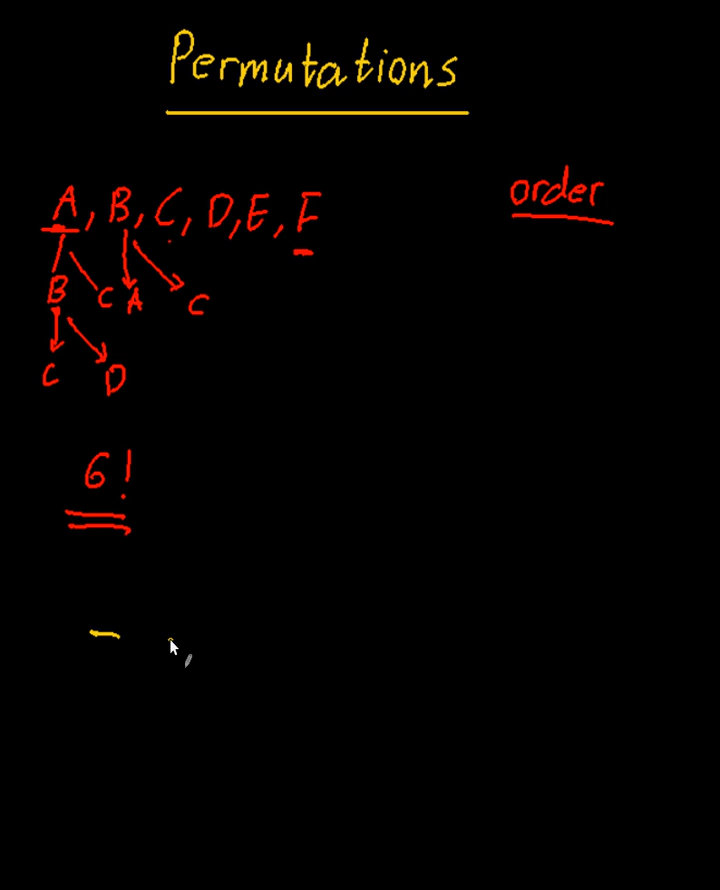 Permutations
order
A, B, C, D, E, F
B C A C
C D
6!